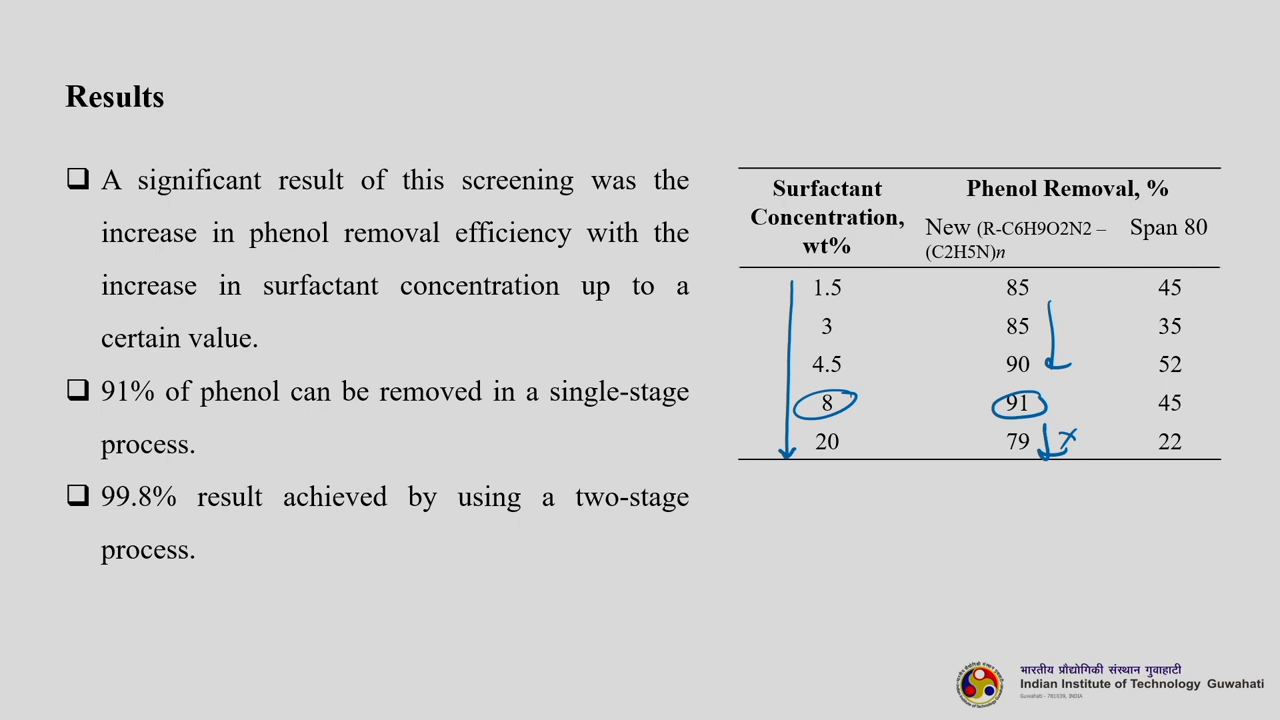 Results
❑ A significant result of this screening was the
increase in phenol removal efficiency with the
increase in surfactant concentration up to a
certain value.
❑ 91% of phenol can be removed in a single-stage
process.
❑ 99.8% result achieved by using a two-stage
process.
Surfactant Concentration, wt% Phenol Removal, %
New (R-C6H9O2N2 – (C2H5N)n Span 80
1.5 85 45
3 85 35
4.5 90 52
8 91 45
20 79 x 22
भारतीय प्रौद्योगिकी संस्थान गुवाहाटी
Indian Institute of Technology Guwahati
Guwahati - 781039, INDIA